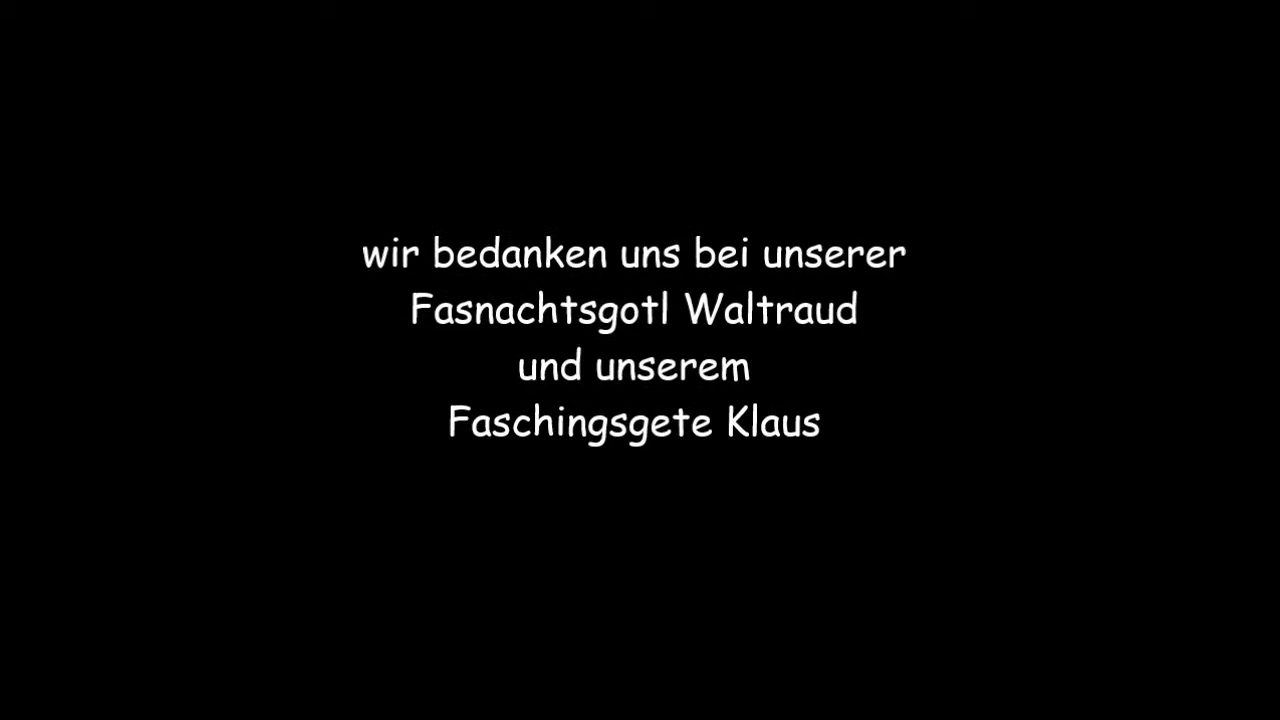 wir bedanken uns bei unserer
Fasnachtsgotl Waltraud
und unserem
Faschingsgete Klaus